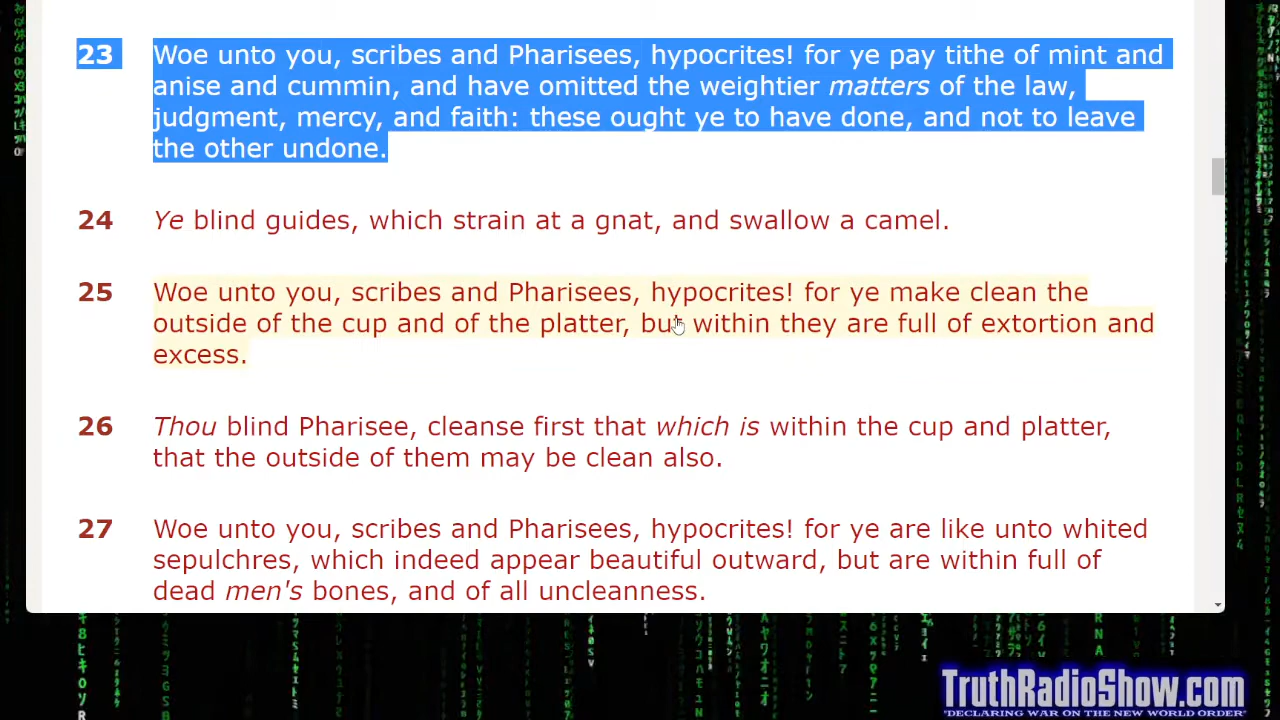 23 Woe unto you, scribes and Pharisees, hypocrites! for ye pay tithe of mint and
anise and cummin, and have omitted the weightier matters of the law,
judgment, mercy, and faith: these ought ye to have done, and not to leave
the other undone.
24 Ye blind guides, which strain at a gnat, and swallow a camel.
25 Woe unto you, scribes and Pharisees, hypocrites! for ye make clean the
outside of the cup and of the platter, but within they are full of extortion and
excess.
26 Thou blind Pharisee, cleanse first that which is within the cup and platter,
that the outside of them may be clean also.
27 Woe unto you, scribes and Pharisees, hypocrites! for ye are like unto whited
sepulchres, which indeed appear beautiful outward, but are within full of
dead men's bones, and of all uncleanness.
TruthRadioShow.com
"DECLARING WAR ON THE NEW WORLD ORDER"